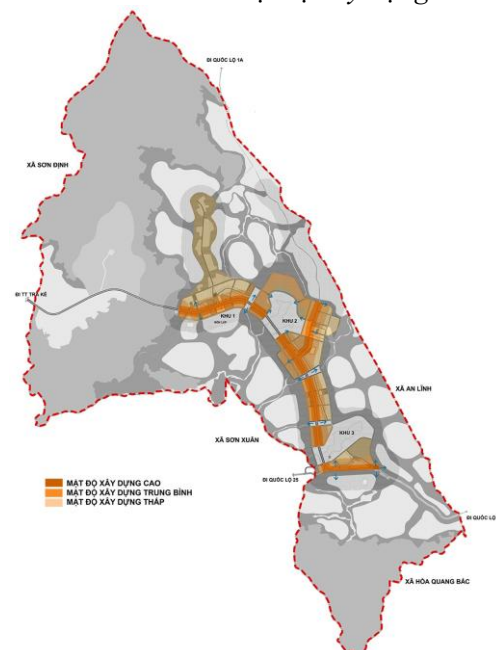 ĐI QUỐC LỘ 1A
XÃ SƠN ĐỊNH
ĐI TT TRÀ KÊ
KHU 1
KHU 2
XÃ AN LĨNH
XÃ SƠN XUÂN
KHU 3
ĐI QUỐC LỘ 25
MẬT ĐỘ XÂY DỰNG CAO
MẬT ĐỘ XÂY DỰNG TRUNG BÌNH
MẬT ĐỘ XÂY DỰNG THẤP
ĐI QUỐC LỘ
XÃ HÒA QUANG BẮC